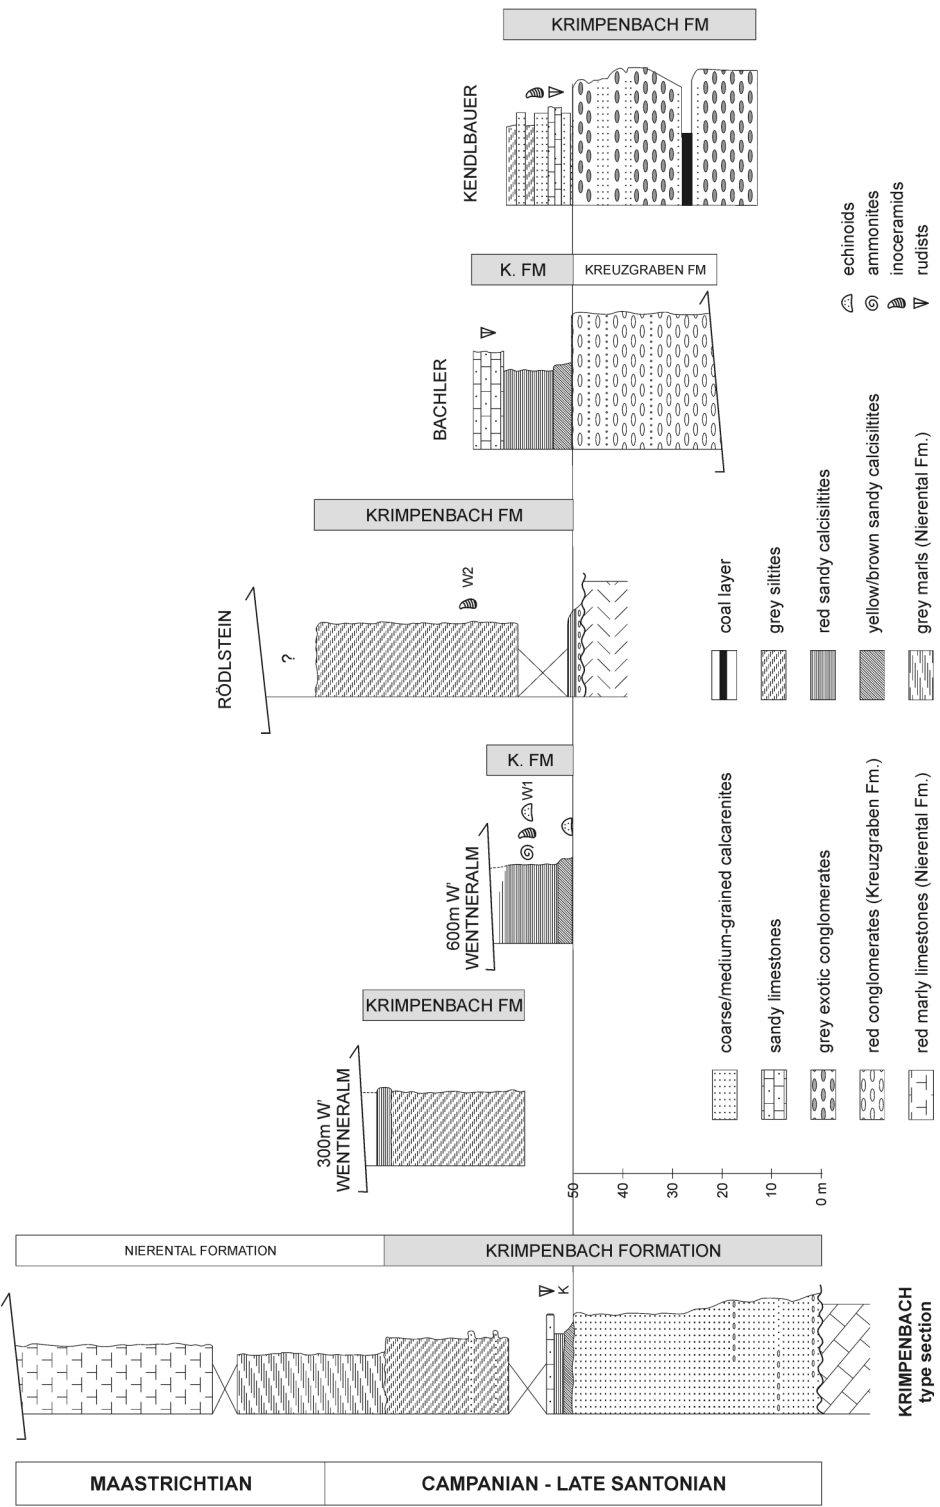 KRIMPENBACH FM
KENDLBAUER
K. FM
KREUZGRABEN FM
BACHLER
KRIMPENBACH FM
RÖDLSTEIN
?
W2
K. FM
600m W'
WENTNERALM
W1
KRIMPENBACH FM
300m W'
WENTNERALM
NIERENTAL FORMATION
KRIMPENBACH FORMATION
K
KRIMPENBACH
type section
MAASTRICHTIAN
CAMPANIAN - LATE SANTONIAN
50
40
30
20
10
0 m
coarse/medium-grained calcarenites
sandy limestones
grey exotic conglomerates
red conglomerates (Kreuzgraben Fm.)
red marly limestones (Nierental Fm.)
coal layer
grey siltites
red sandy calcisiltites
yellow/brown sandy calcisiltites
grey marls (Nierental Fm.)
echinoids
ammonites
inoceramids
rudists